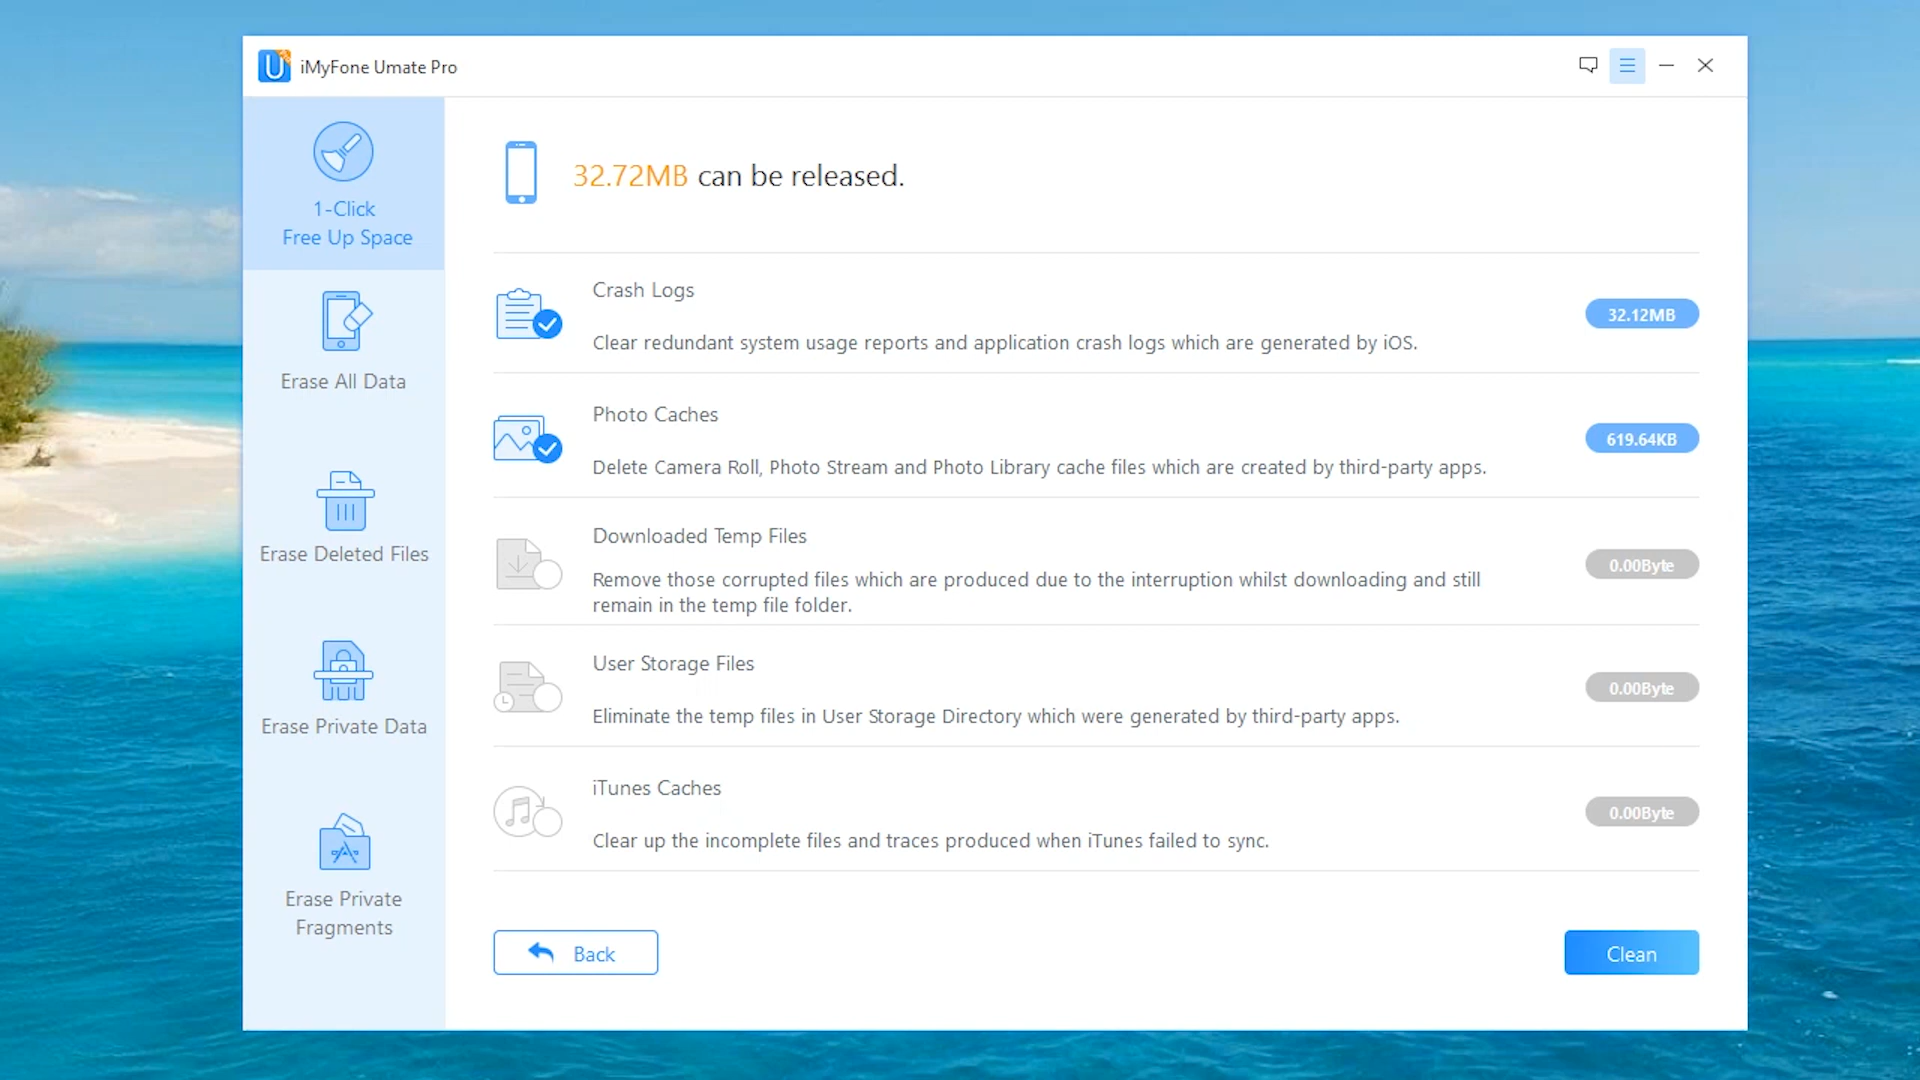 iMyFone Umate Pro
1-Click
Free Up Space
Erase All Data
Erase Deleted Files
Erase Private Data
Erase Private
Fragments
32.72MB can be released.
Crash Logs
Clear redundant system usage reports and application crash logs which are generated by iOS.
32.12MB
Photo Caches
Delete Camera Roll, Photo Stream and Photo Library cache files which are created by third-party apps.
619.64KB
Downloaded Temp Files
Remove those corrupted files which are produced due to the interruption whilst downloading and still
remain in the temp file folder.
0.00Byte
User Storage Files
Eliminate the temp files in User Storage Directory which were generated by third-party apps.
0.00Byte
iTunes Caches
Clear up the incomplete files and traces produced when iTunes failed to sync.
0.00Byte
Back
Clean